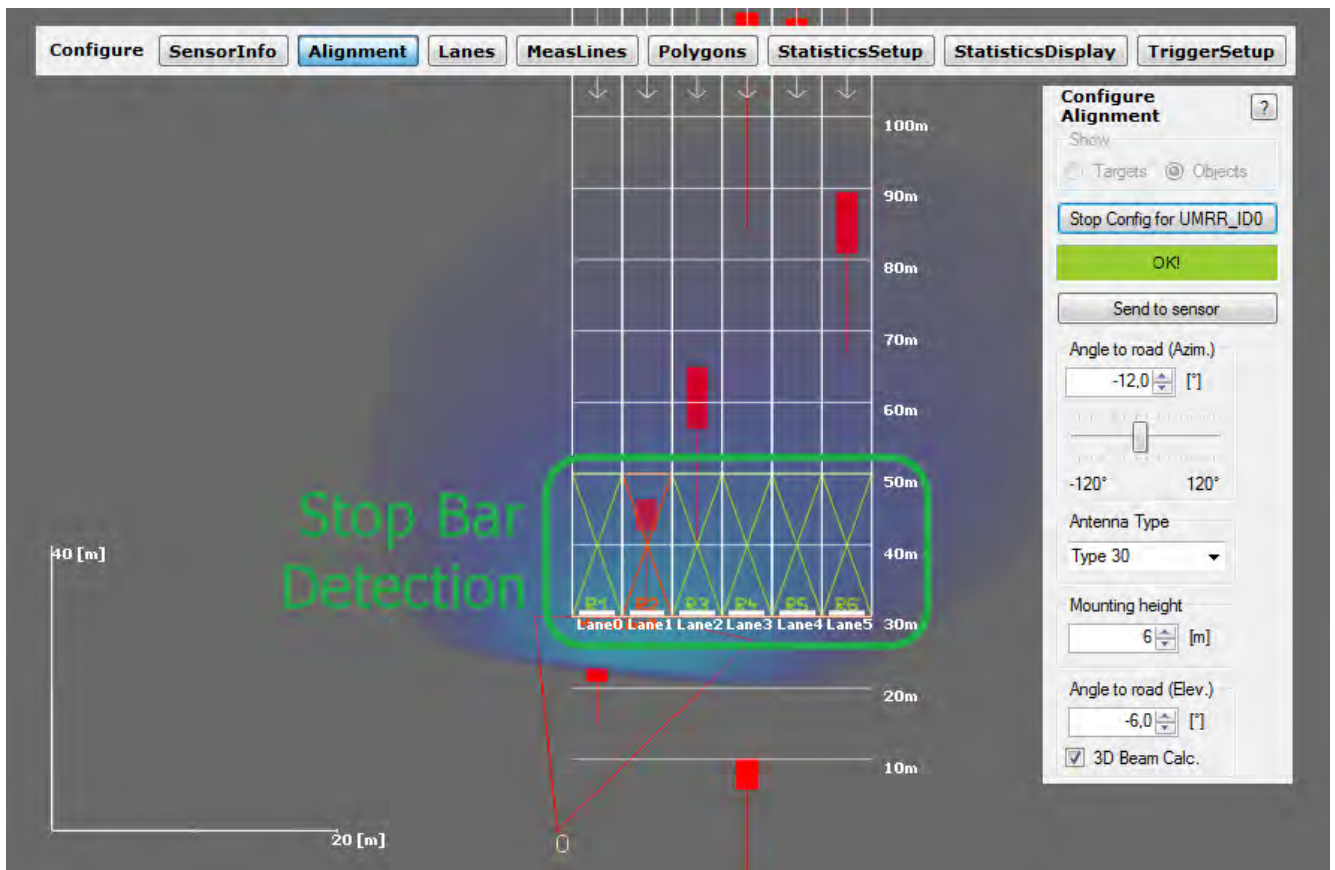 Configure SensorInfo Alignment Lanes MeasLines Polygons StatisticsSetup StatisticsDisplay TriggerSetup
Configure
Alignment
?
Show
Targets Objects
Stop Config for UMRR_ID0
OK!
Send to sensor
Angle to road (Azim.)
-12,0 [°]
-120° 120°
Antenna Type
Type 30
Mounting height
6 [m]
Angle to road (Elev.)
-6,0 [°]
3D Beam Calc.
100m
90m
80m
70m
60m
50m
40m
30m
20m
10m
Stop Bar
Detection
R1 R2 R3 R4 R5 R6
Lane0 Lane1 Lane2 Lane3 Lane4 Lane5
40 [m]
20 [m]
0